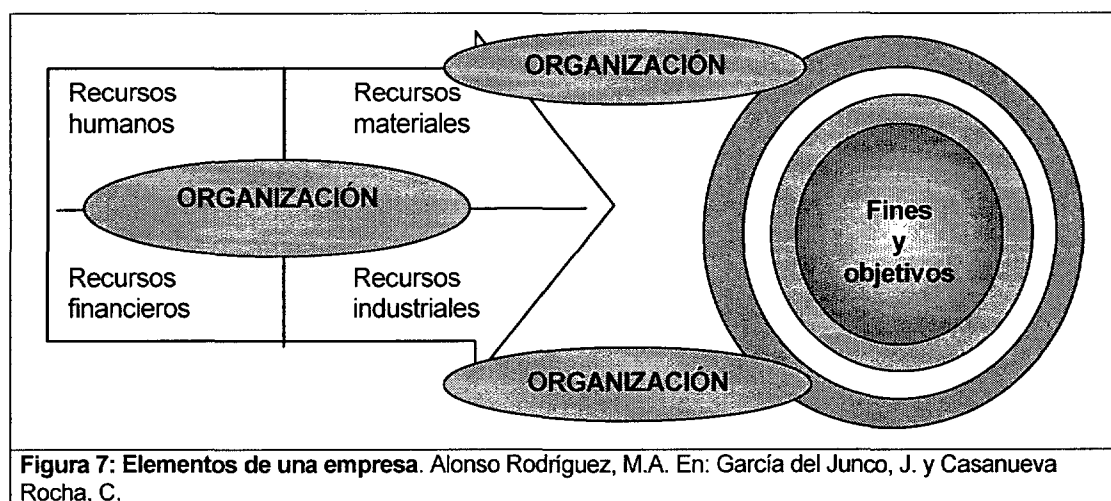 ORGANIZACIÓN
Recursos
humanos
Recursos
materiales
ORGANIZACIÓN
Fines
y
objetivos
Recursos
financieros
Recursos
industriales
ORGANIZACIÓN
Figura 7: Elementos de una empresa. Alonso Rodríguez, M.A. En: García del Junco, J. y Casanueva
Rocha, C.